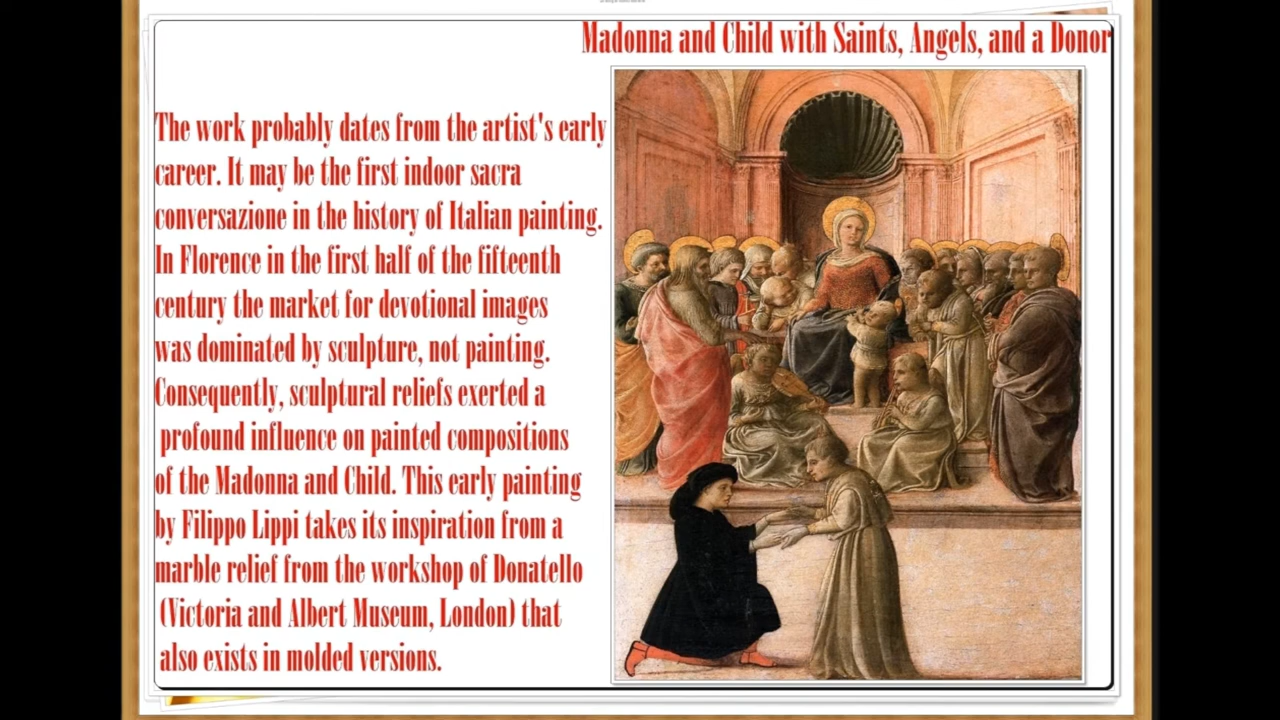 Madonna and Child with Saints, Angels, and a Donor
The work probably dates from the artist's early
career. It may be the first indoor sacra
conversazione in the history of Italian painting.
In Florence in the first half of the fifteenth
century the market for devotional images
was dominated by sculpture, not painting.
Consequently, sculptural reliefs exerted a
profound influence on painted compositions
of the Madonna and Child. This early painting
by Filippo Lippi takes its inspiration from a
marble relief from the workshop of Donatello
(Victoria and Albert Museum, London) that
also exists in molded versions.